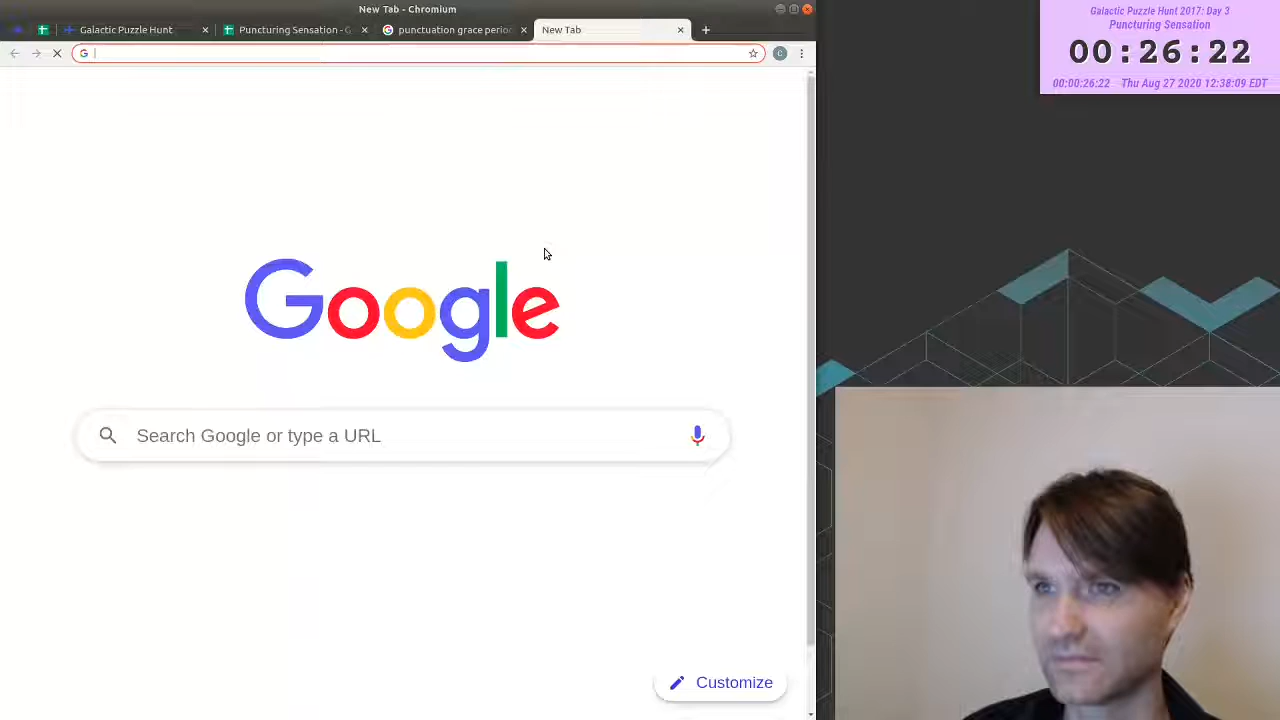 New Tab - Chromium
Galactic Puzzle Hunt
Puncturing Sensation - G
punctuation grace perio
New Tab
Google
Search Google or type a URL
Customize
Galactic Puzzle Hunt 2017: Day 3
Puncturing Sensation
00:26:22
00:00:26:22 Thu Aug 27 2020 12:38:09 EDT